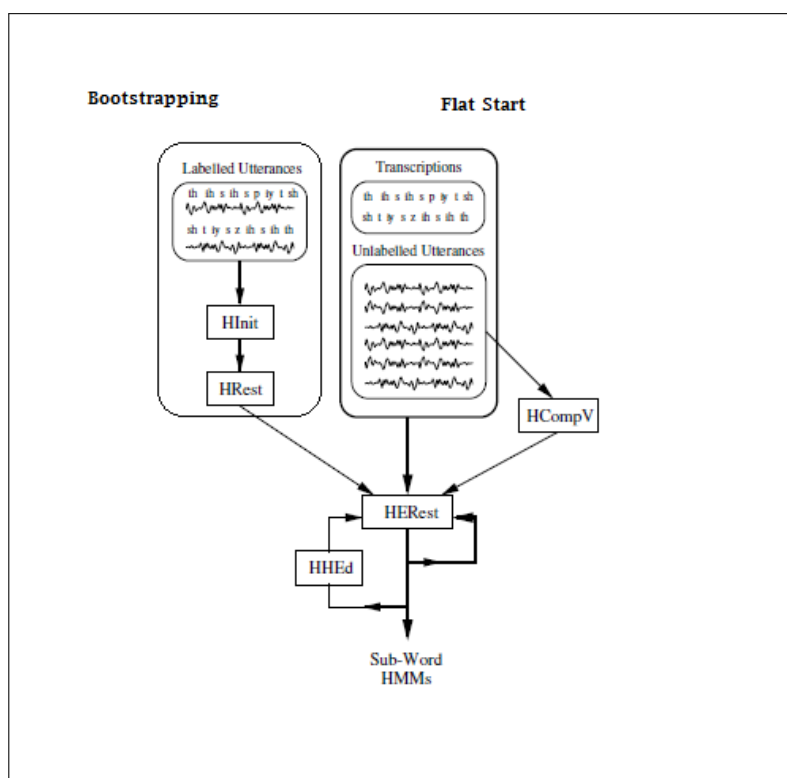 Bootstrapping
Flat Start
Labelled Utterances
th ih s ih s p iy t sh
sh t iy s z ih s ih th
HInit
HRest
Transcriptions
th ih s ih s p iy t sh
sh t iy s z ih s ih th
Unlabelled Utterances
HCompV
HERest
HHEd
Sub-Word
HMMs